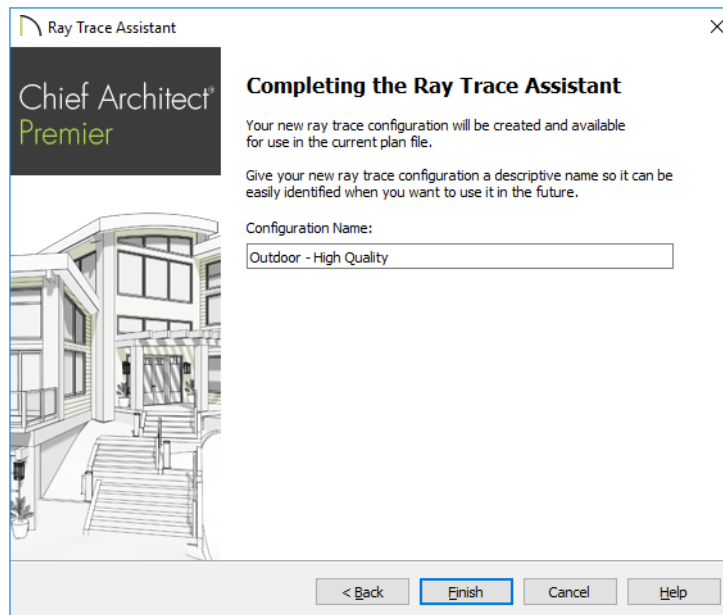 Ray Trace Assistant
Chief Architect®
Premier
Completing the Ray Trace Assistant
Your new ray trace configuration will be created and available
for use in the current plan file.
Give your new ray trace configuration a descriptive name so it can be
easily identified when you want to use it in the future.
Configuration Name:
Outdoor - High Quality
< Back
Finish
Cancel
Help